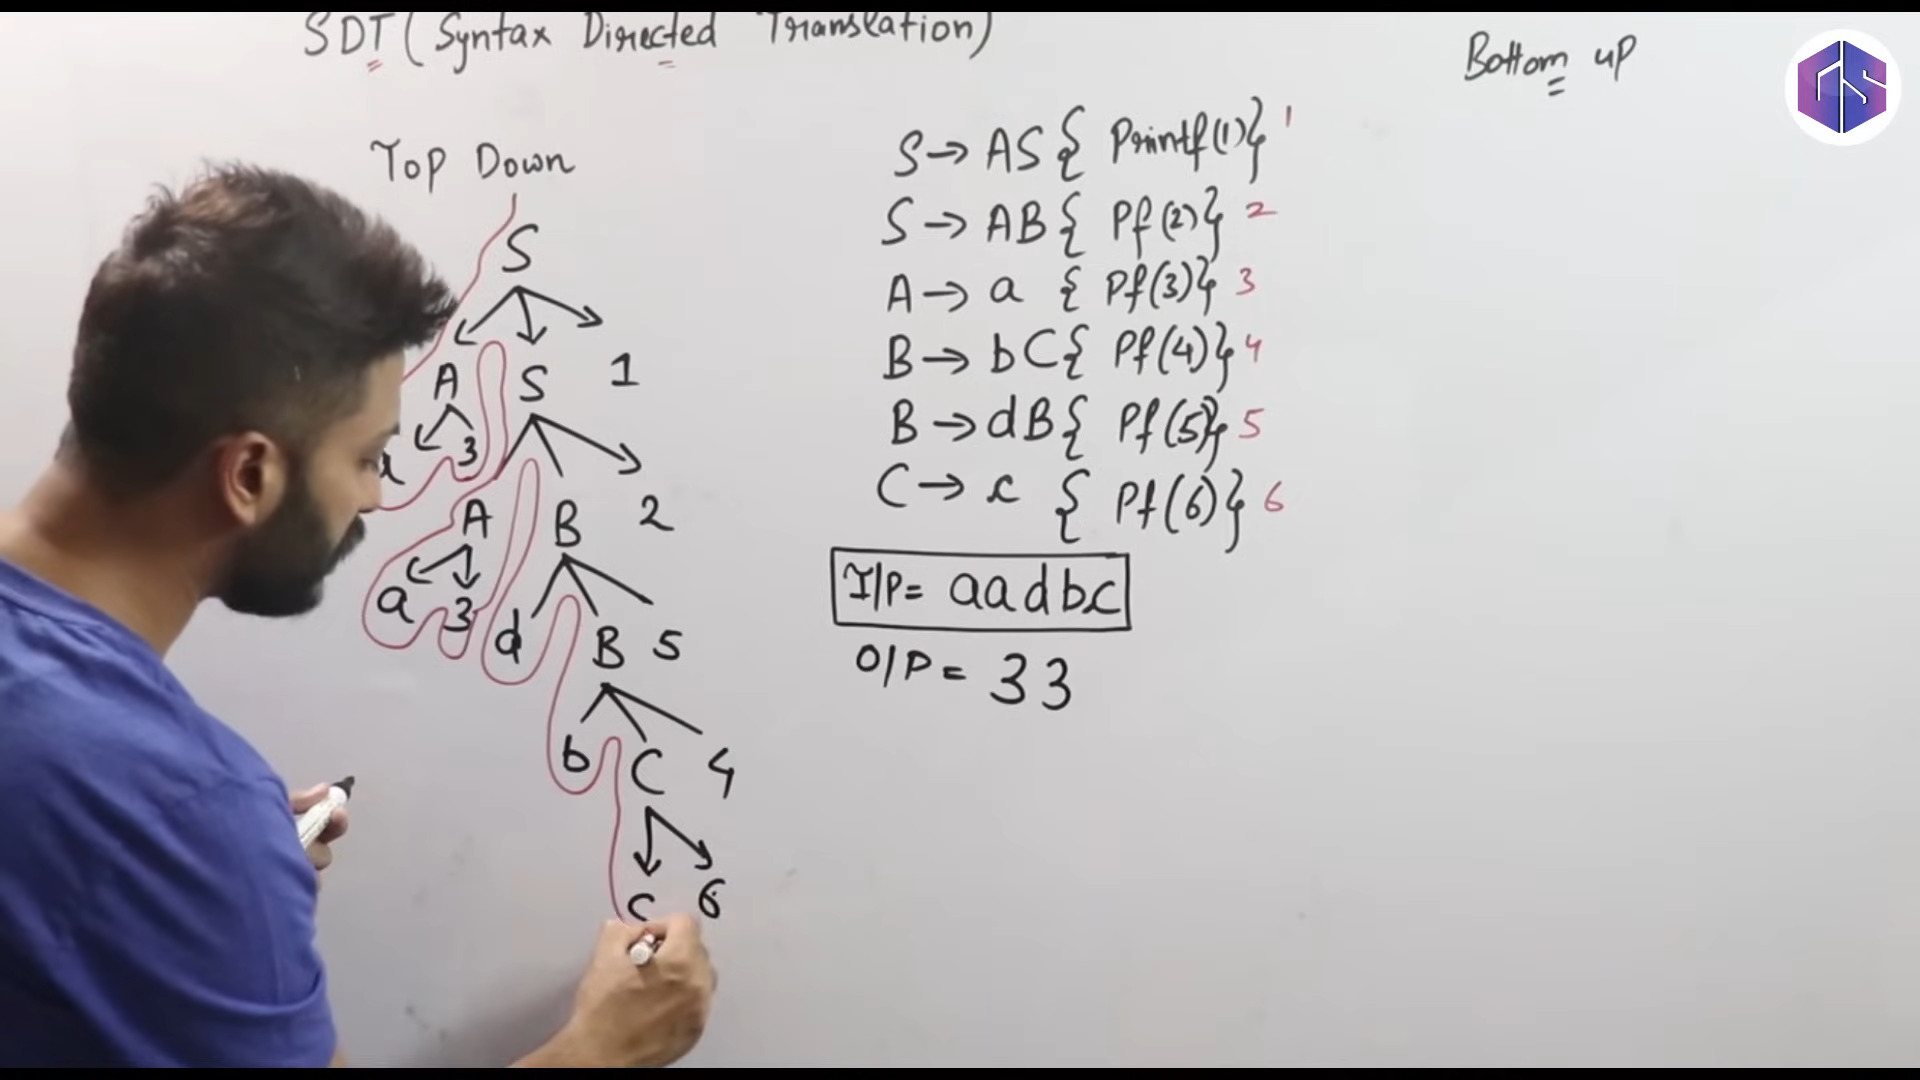 SDT (Syntax Directed Translation)
Bottom up
Top Down
S
A S 1
a 3 A B 2
a 3 d B 5
b C 4
c 6
S → AS { Printf(1)} 1
S → AB { Pf(2)} 2
A → a { Pf(3)} 3
B → bC { Pf(4)} 4
B → dB { Pf(5)} 5
C → c { Pf(6)} 6
I/P= aadbc
O/P = 33
GS